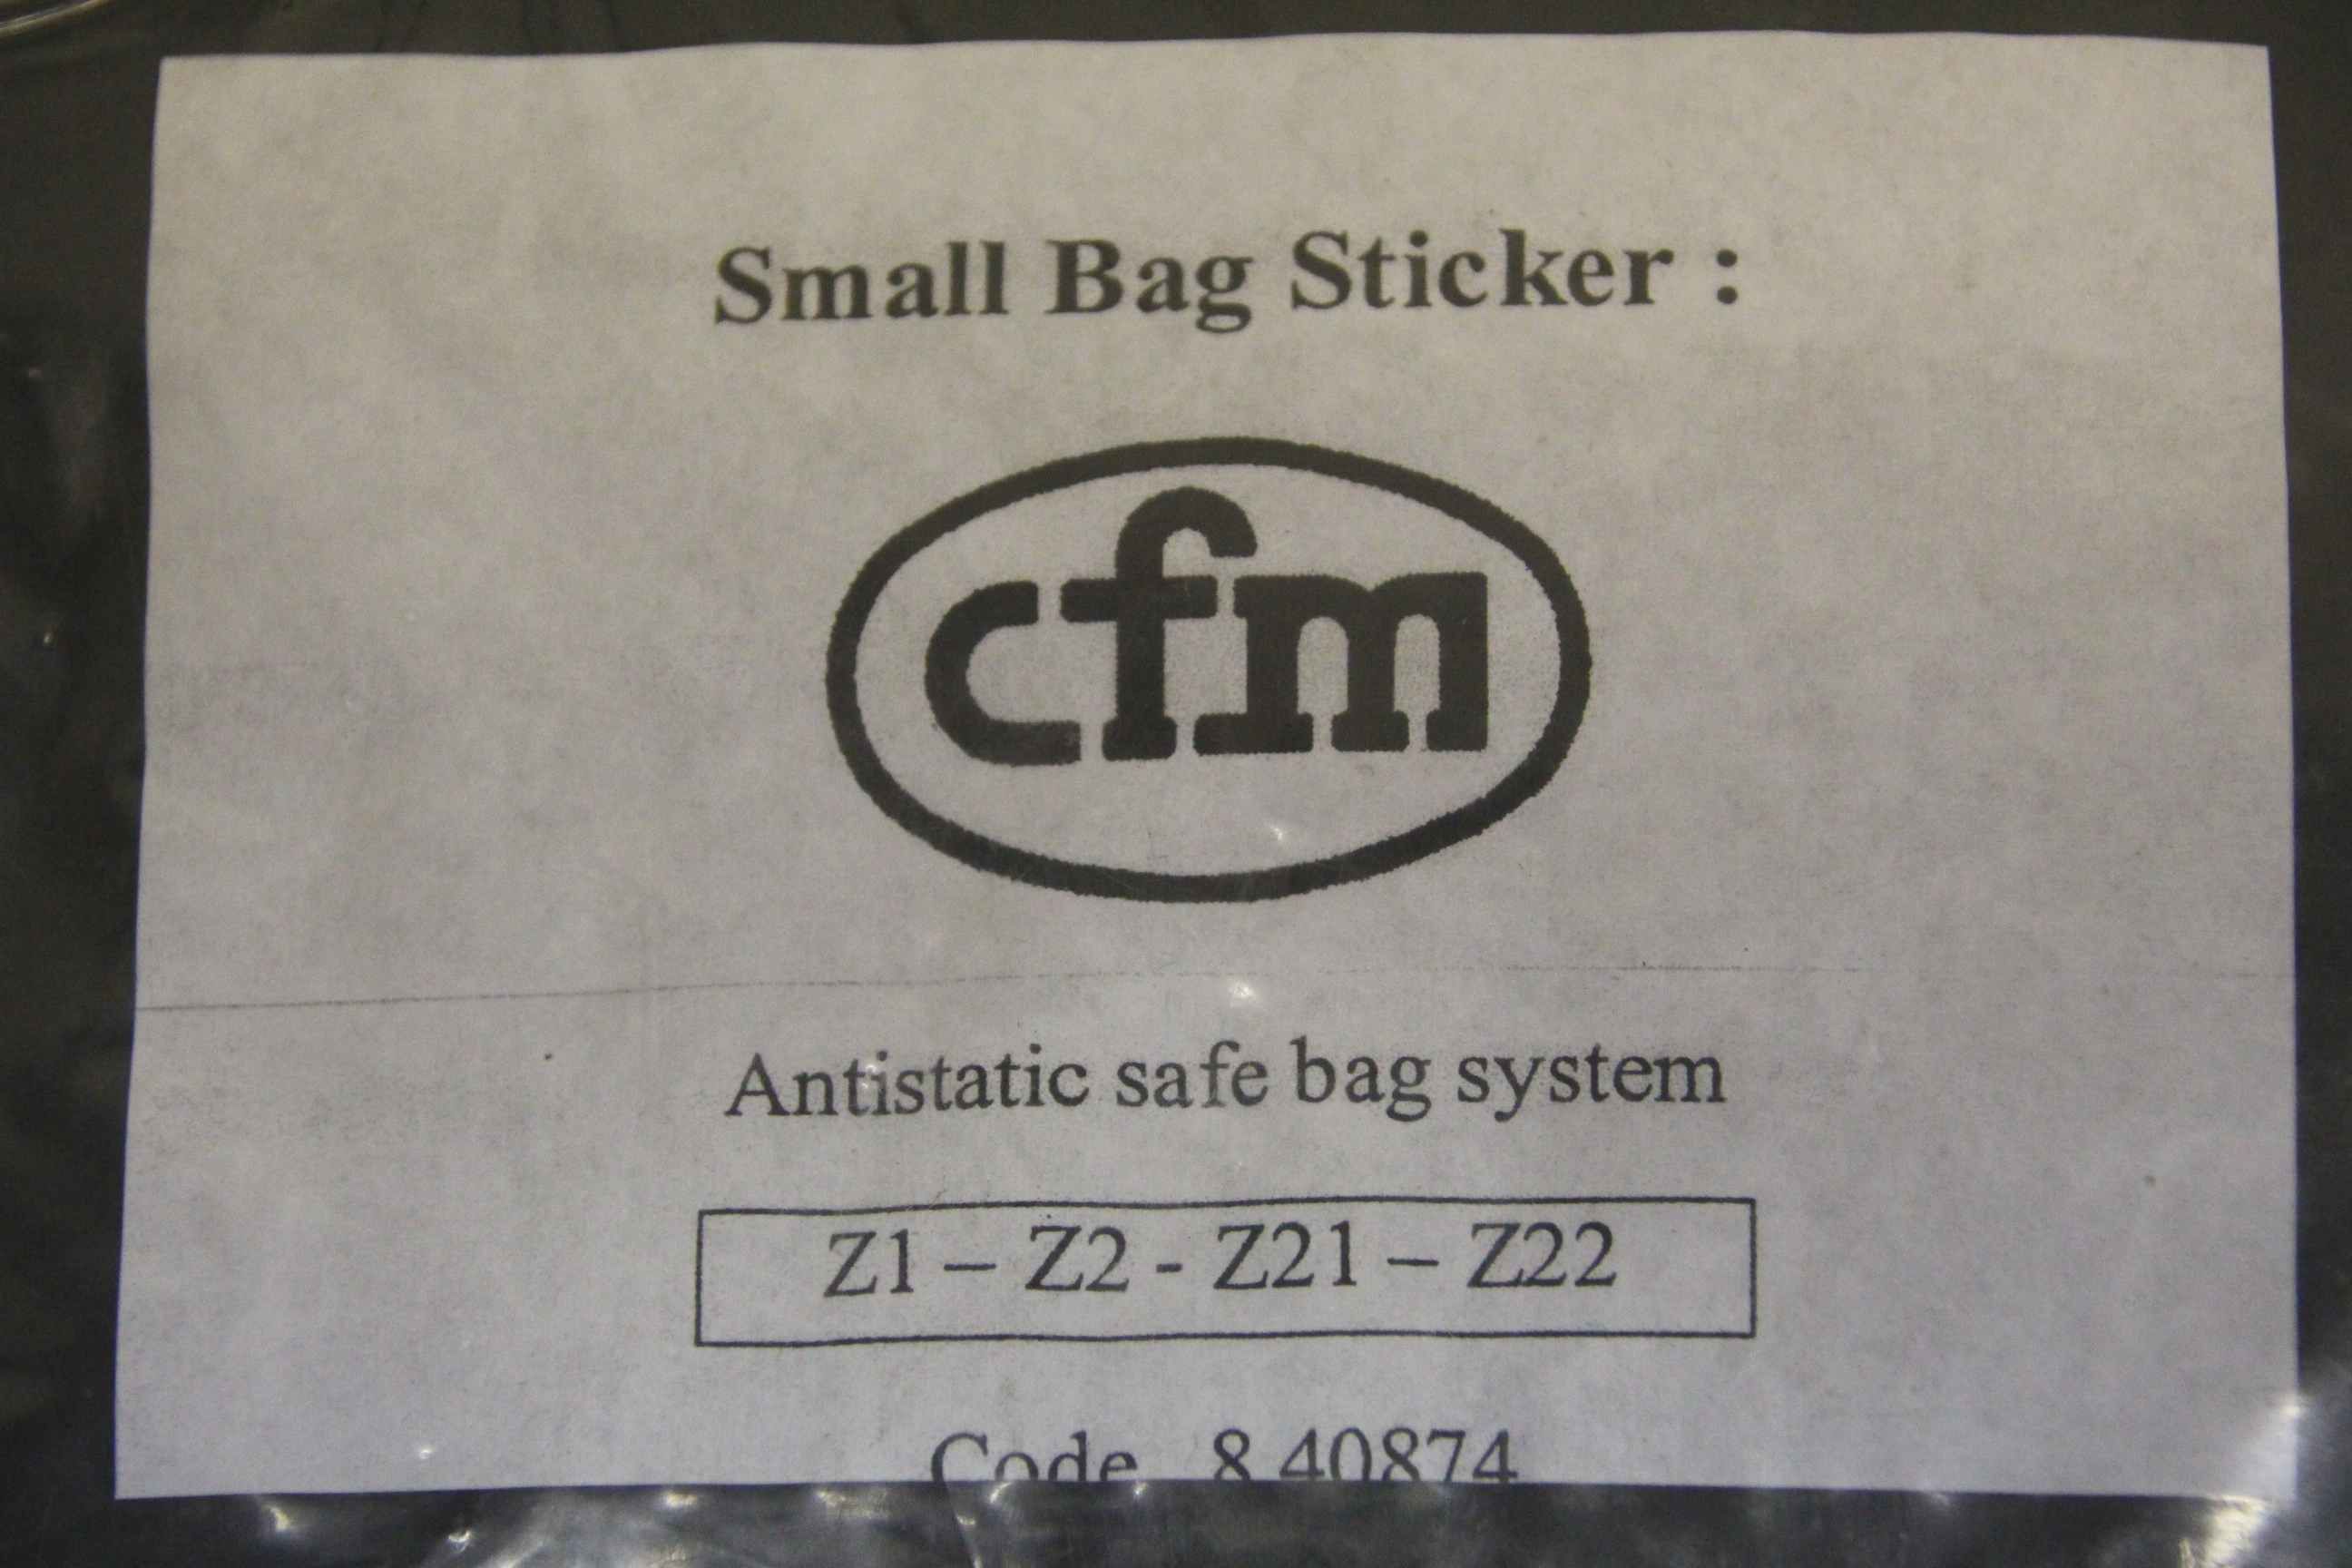 Small Bag Sticker :
cfm
Antistatic safe bag system
Z1 – Z2 - Z21 – Z22
Code 8 40874